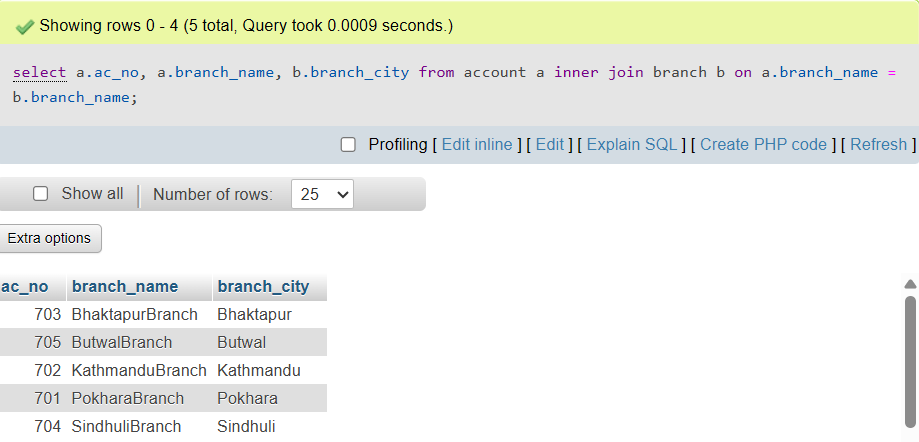 Showing rows 0 - 4 (5 total, Query took 0.0009 seconds.)
select a.ac_no, a.branch_name, b.branch_city from account a inner join branch b on a.branch_name =
b.branch_name;
Profiling [ Edit inline ] [ Edit ] [ Explain SQL ] [ Create PHP code ] [ Refresh ]
Show all Number of rows: 25
Extra options
ac_no branch_name branch_city
703 BhaktapurBranch Bhaktapur
705 ButwalBranch Butwal
702 KathmanduBranch Kathmandu
701 PokharaBranch Pokhara
704 SindhuliBranch Sindhuli